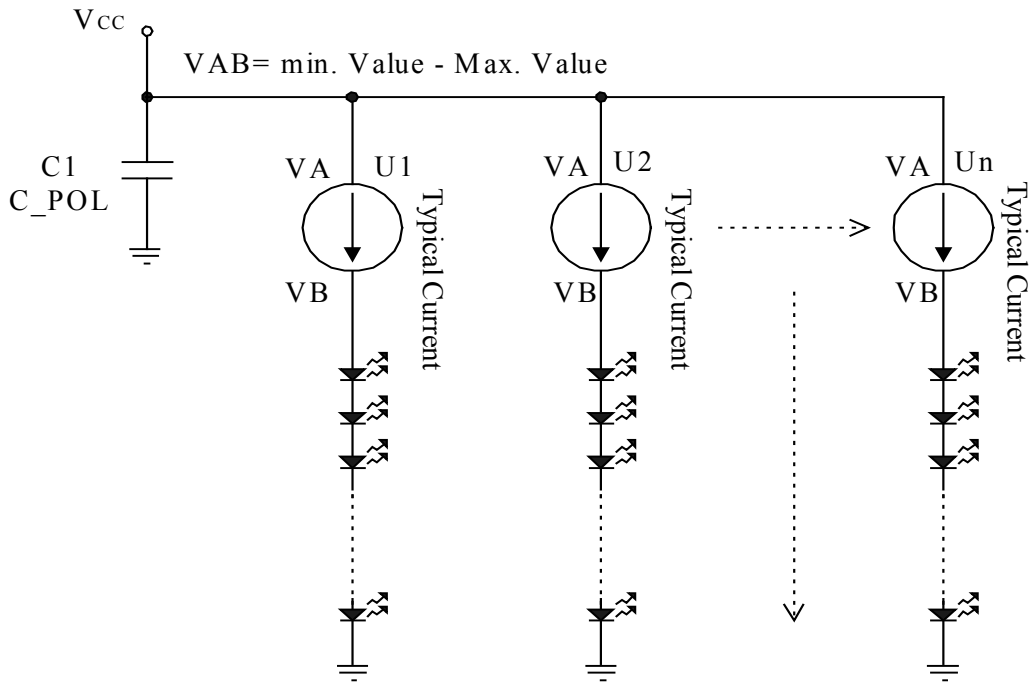 Vcc
VAB= min. Value - Max. Value
C1
C_POL
VA
U1
VB
Typical Current
VA
U2
VB
Typical Current
VA
Un
VB
Typical Current